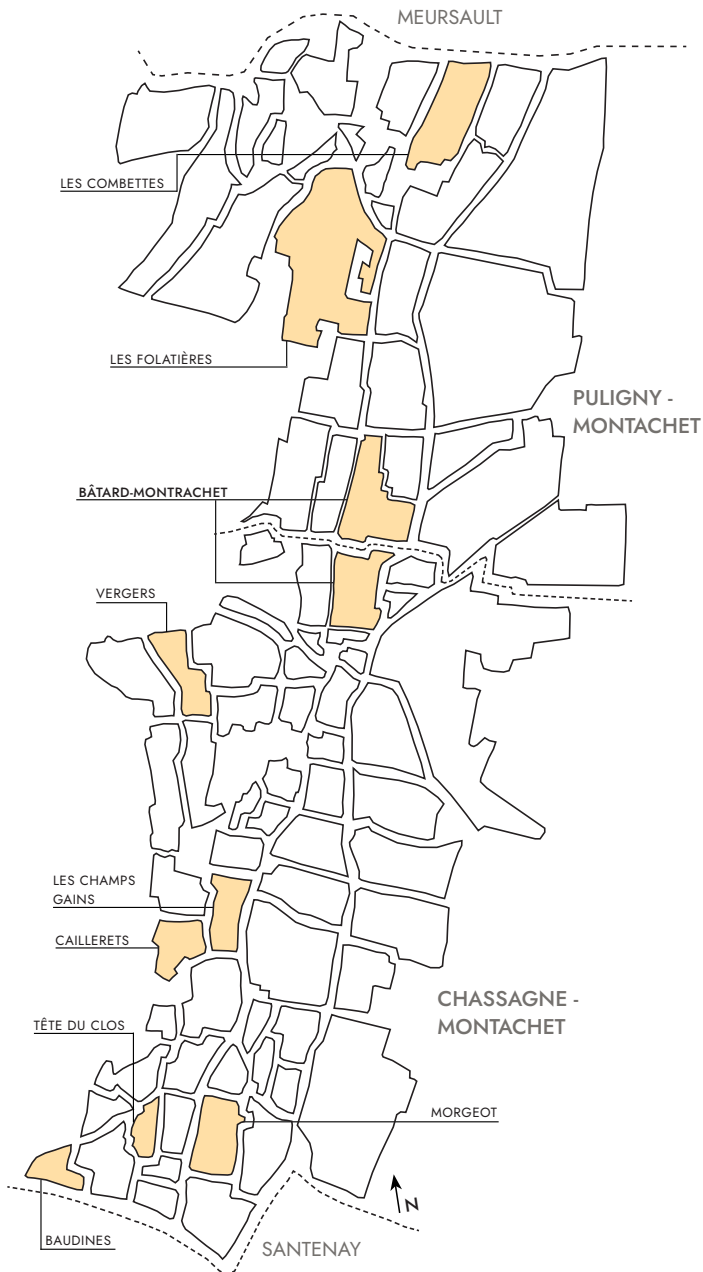 MEURSAULT
LES COMBETTES
LES FOLATIÈRES
PULIGNY -
MONTACHET
BÂTARD-MONTRACHET
VERGERS
LES CHAMPS
GAINS
CAILLERETS
CHASSAGNE -
MONTACHET
TÊTE DU CLOS
MORGEOT
N
BAUDINES
SANTENAY